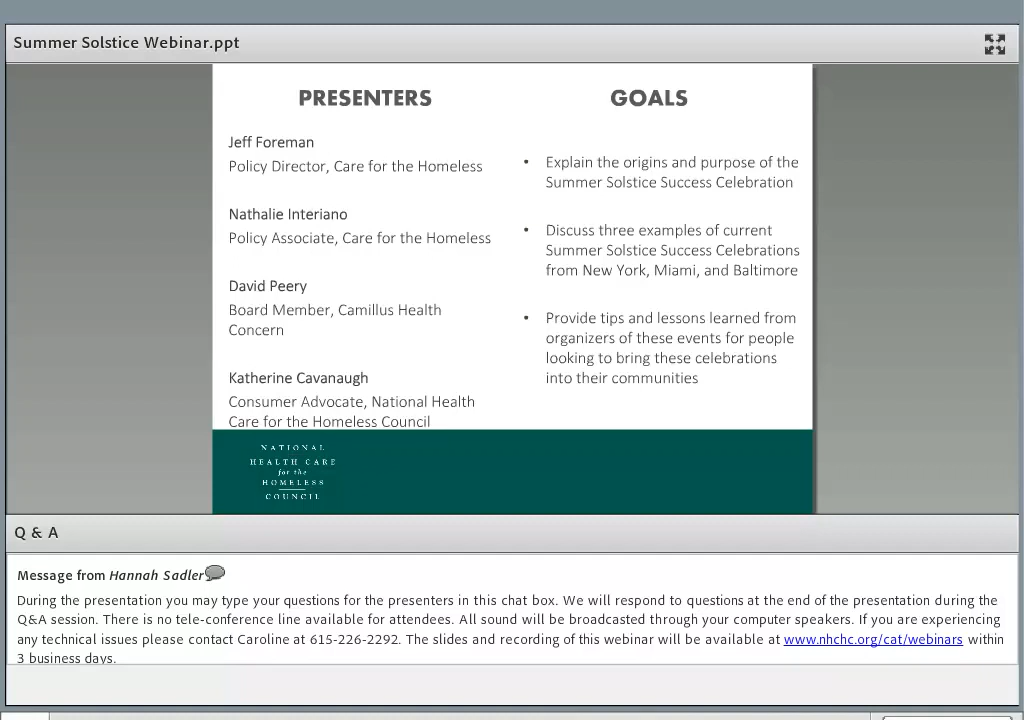 Summer Solstice Webinar.ppt
PRESENTERS
Jeff Foreman
Policy Director, Care for the Homeless
Nathalie Interiano
Policy Associate, Care for the Homeless
David Peery
Board Member, Camillus Health
Concern
Katherine Cavanaugh
Consumer Advocate, National Health
Care for the Homeless Council
GOALS
• Explain the origins and purpose of the
Summer Solstice Success Celebration
• Discuss three examples of current
Summer Solstice Success Celebrations
from New York, Miami, and Baltimore
• Provide tips and lessons learned from
organizers of these events for people
looking to bring these celebrations
into their communities
NATIONAL
HEALTH CARE
for the
HOMELESS
COUNCIL
Q & A
Message from Hannah Sadler
During the presentation you may type your questions for the presenters in this chat box. We will respond to questions at the end of the presentation during the
Q&A session. There is no tele-conference line available for attendees. All sound will be broadcasted through your computer speakers. If you are experiencing
any technical issues please contact Caroline at 615-226-2292. The slides and recording of this webinar will be available at www.nhchc.org/cat/webinars within
3 business days.